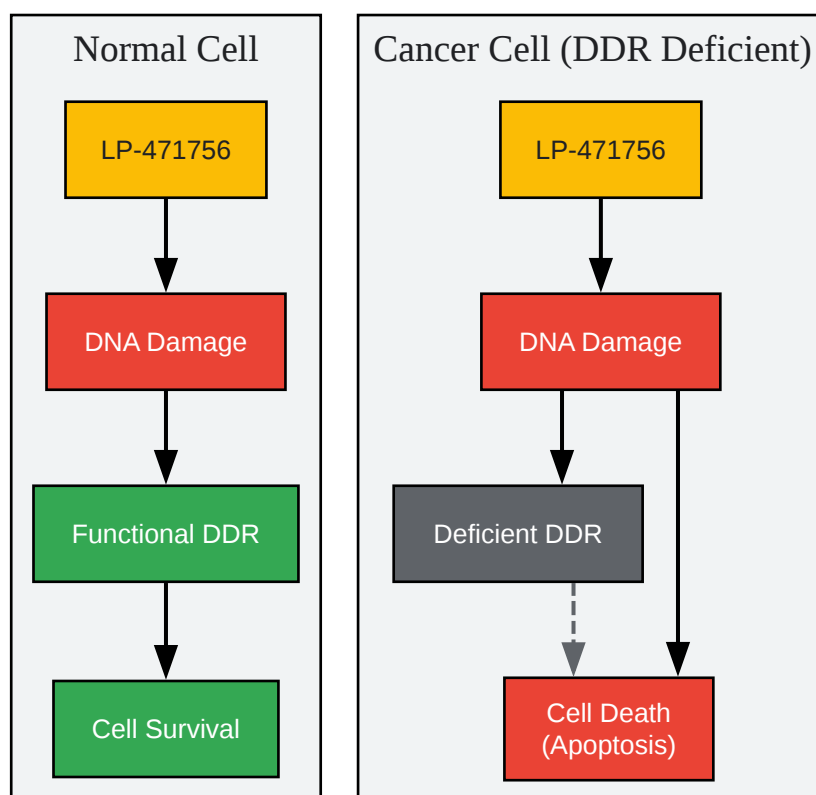 Normal Cell
LP-471756
DNA Damage
Functional DDR
Cell Survival
Cancer Cell (DDR Deficient)
LP-471756
DNA Damage
Deficient DDR
Cell Death
(Apoptosis)